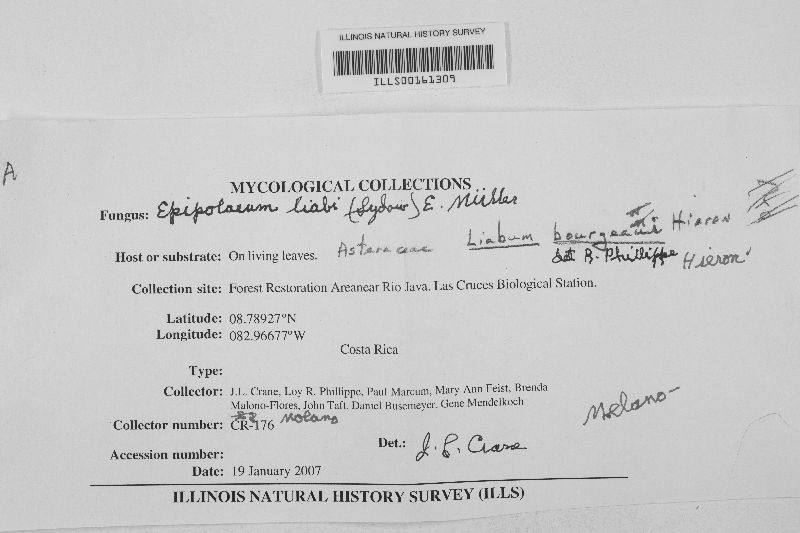 ILLINOIS NATURAL HISTORY SURVEY
ILLS00161309
A
MYCOLOGICAL COLLECTIONS
Fungus: Epipolaeum liabi (Sydow) E. Müller
Host or substrate: On living leaves. Asteraceae Liabum bourgeaui Hieron
det R. Phillippe Hieron
Collection site: Forest Restoration Areanear Rio Java. Las Cruces Biological Station.
Latitude: 08.78927°N
Longitude: 082.96677°W
Costa Rica
Type:
Collector: J.L. Crane, Loy R. Phillippe, Paul Marcum, Mary Ann Feist, Brenda
Malono-Flores, John Taft, Daniel Busemeyer, Gene Mendelkoch
Molano
Melano-
Collector number: CR-176
Det.: J. L. Crane
Accession number:
Date: 19 January 2007
ILLINOIS NATURAL HISTORY SURVEY (ILLS)